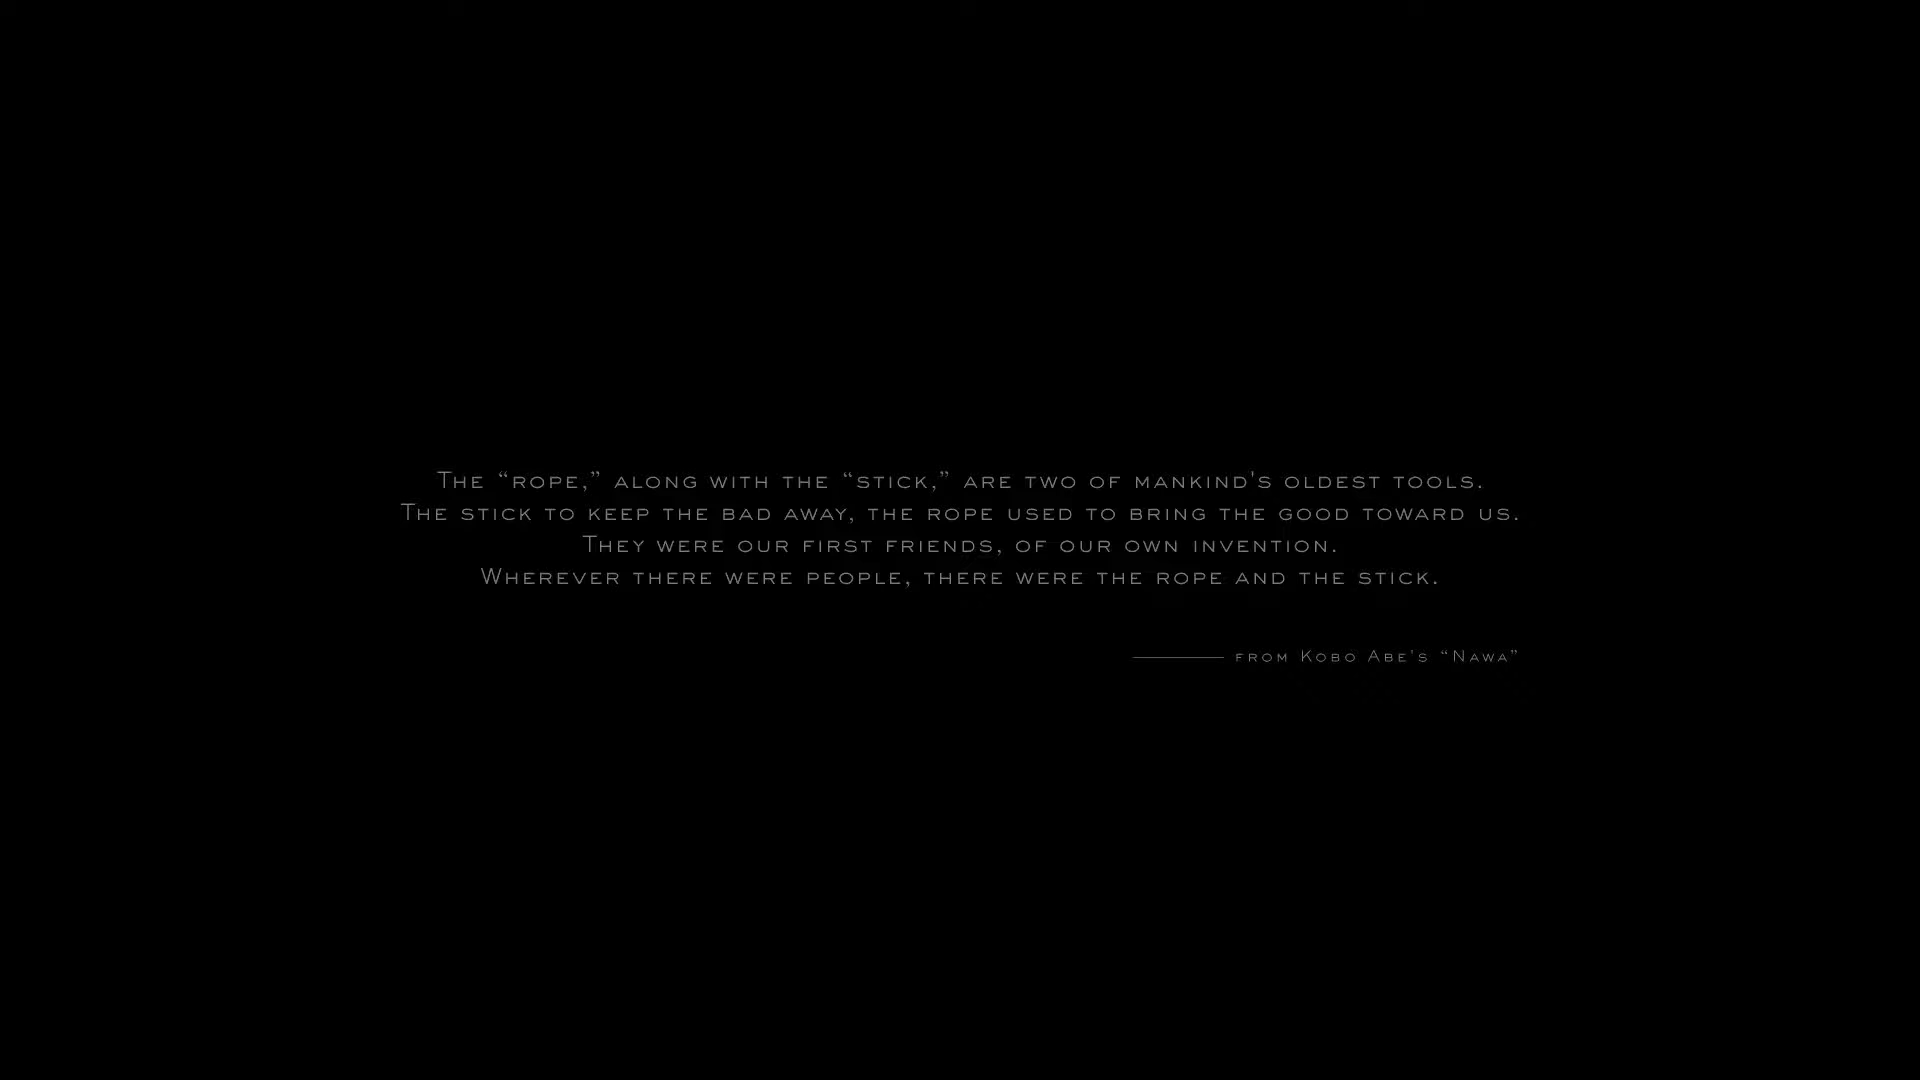 The “rope,” along with the “stick,” are two of mankind's oldest tools.
The stick to keep the bad away, the rope used to bring the good toward us.
They were our first friends, of our own invention.
Wherever there were people, there were the rope and the stick.
——— from Kobo Abe's “Nawa”